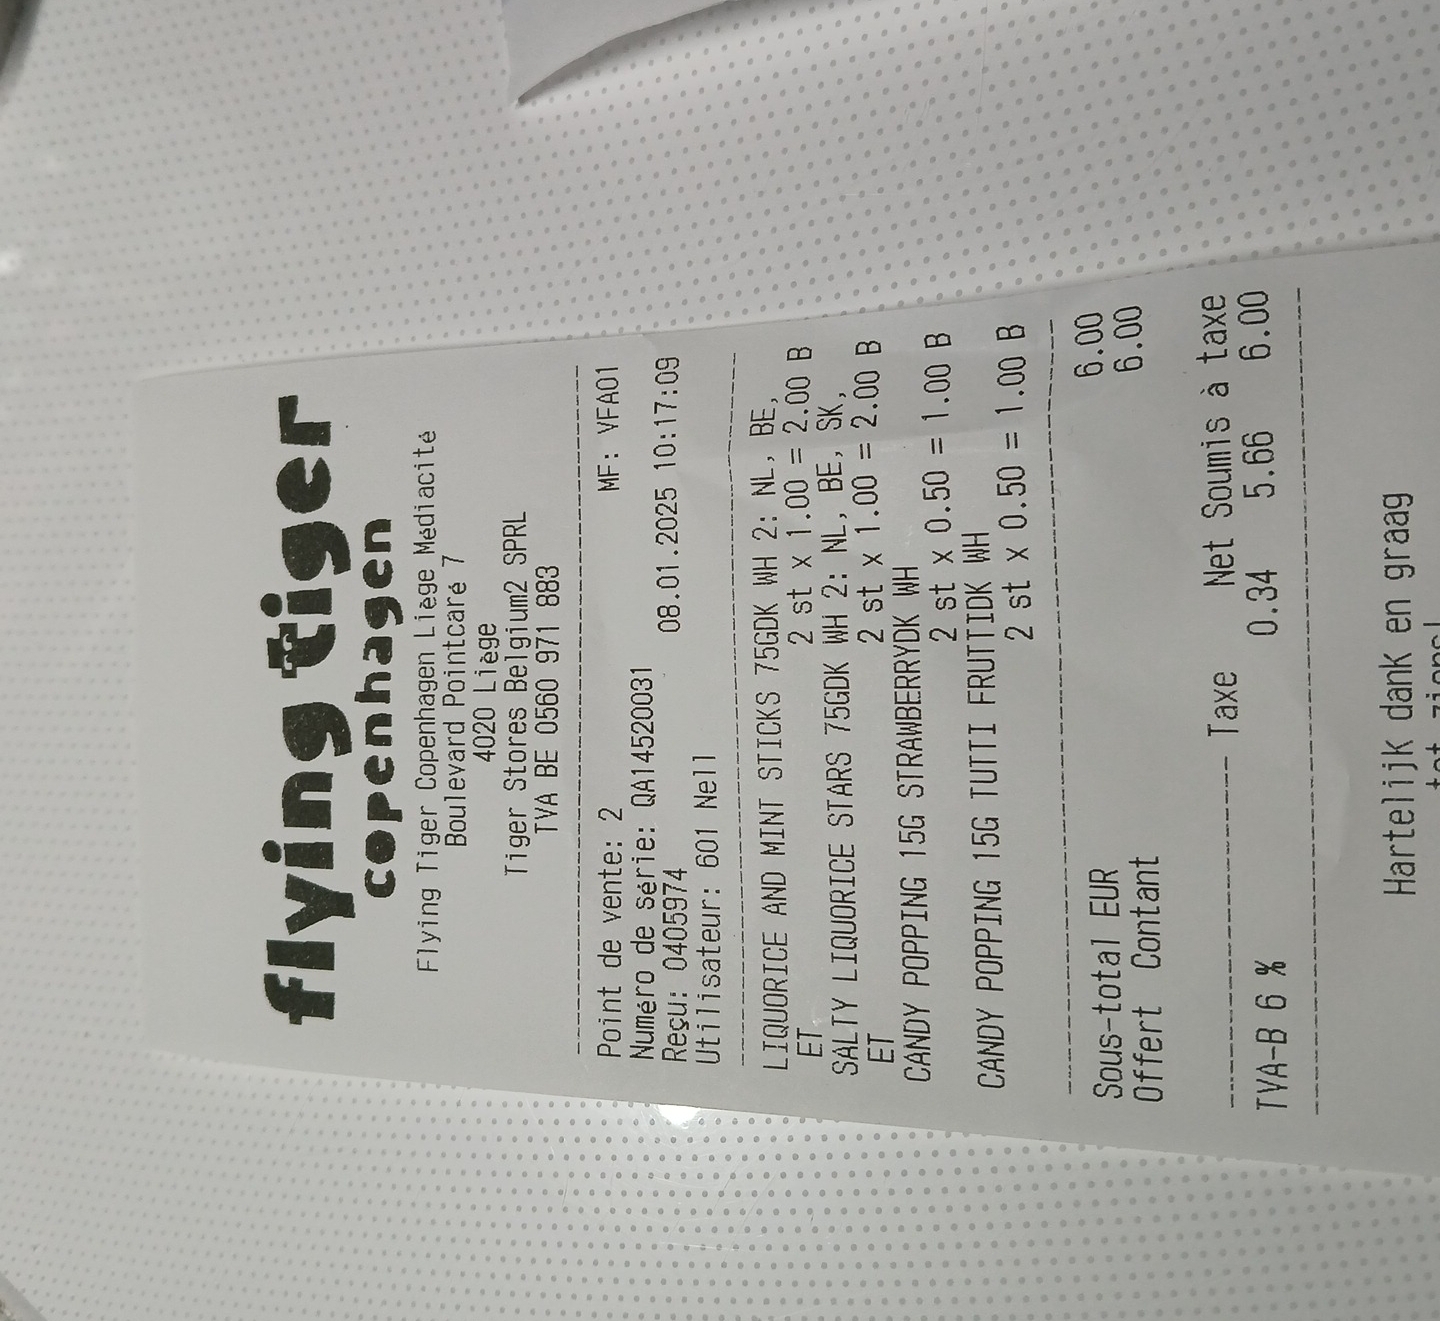 flying tiger
copenhagen
Flying Tiger Copenhagen Liège Médiacité
Boulevard Pointcaré 7
4020 Liège
Tiger Stores Belgium2 SPRL
TVA BE 0560 971 883
Point de vente: 2 MF: VFA01
Numéro de série: QA14520031
Reçu: 0405974 08.01.2025 10:17:09
Utilisateur: 601 Nell
LIQUORICE AND MINT STICKS 75GDK WH 2: NL, BE,
ET 2 st x 1.00 = 2.00 B
SALTY LIQUORICE STARS 75GDK WH 2: NL, BE, SK,
ET 2 st x 1.00 = 2.00 B
CANDY POPPING 15G STRAWBERRYDK WH
2 st x 0.50 = 1.00 B
CANDY POPPING 15G TUTTI FRUTTIDK WH
2 st x 0.50 = 1.00 B
Sous-total EUR 6.00
Offert Contant 6.00
Taxe Net Soumis à taxe
TVA-B 6 % 0.34 5.66 6.00
Hartelijk dank en graag
tot ziens!